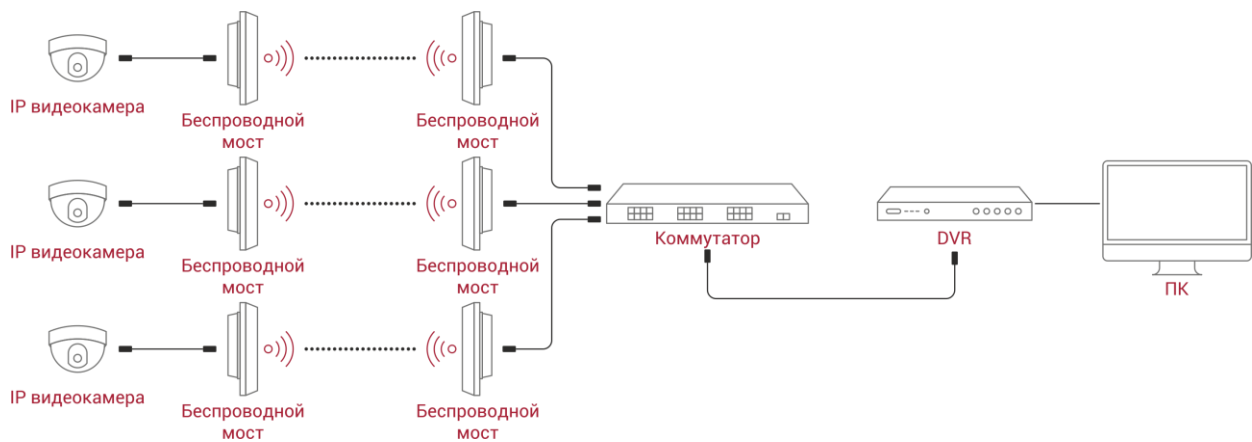 IP видеокамера
Беспроводной
мост
Беспроводной
мост
IP видеокамера
Беспроводной
мост
Беспроводной
мост
Коммутатор
DVR
ПК
IP видеокамера
Беспроводной
мост
Беспроводной
мост